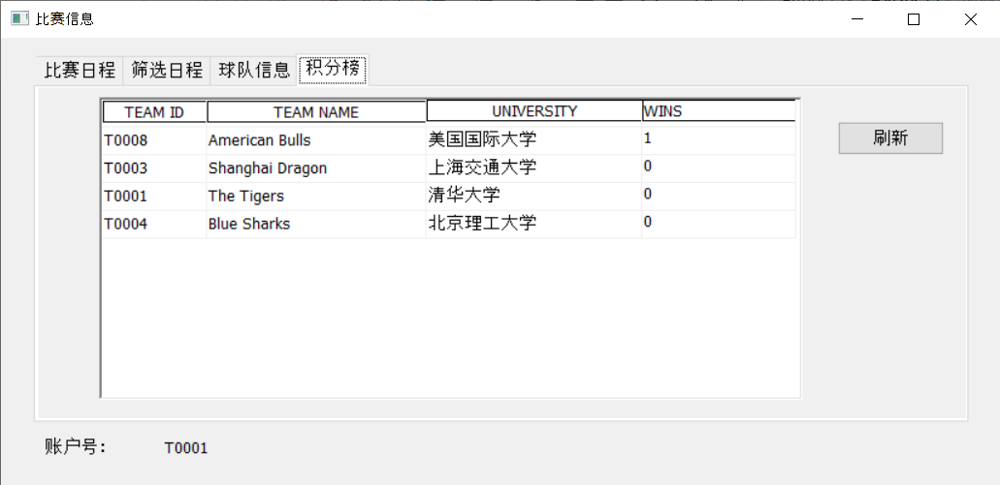 比赛信息
比赛日程 筛选日程 球队信息 积分榜
TEAM ID TEAM NAME UNIVERSITY WINS
T0008 American Bulls 美国国际大学 1
T0003 Shanghai Dragon 上海交通大学 0
T0001 The Tigers 清华大学 0
T0004 Blue Sharks 北京理工大学 0
刷新
账户号: T0001